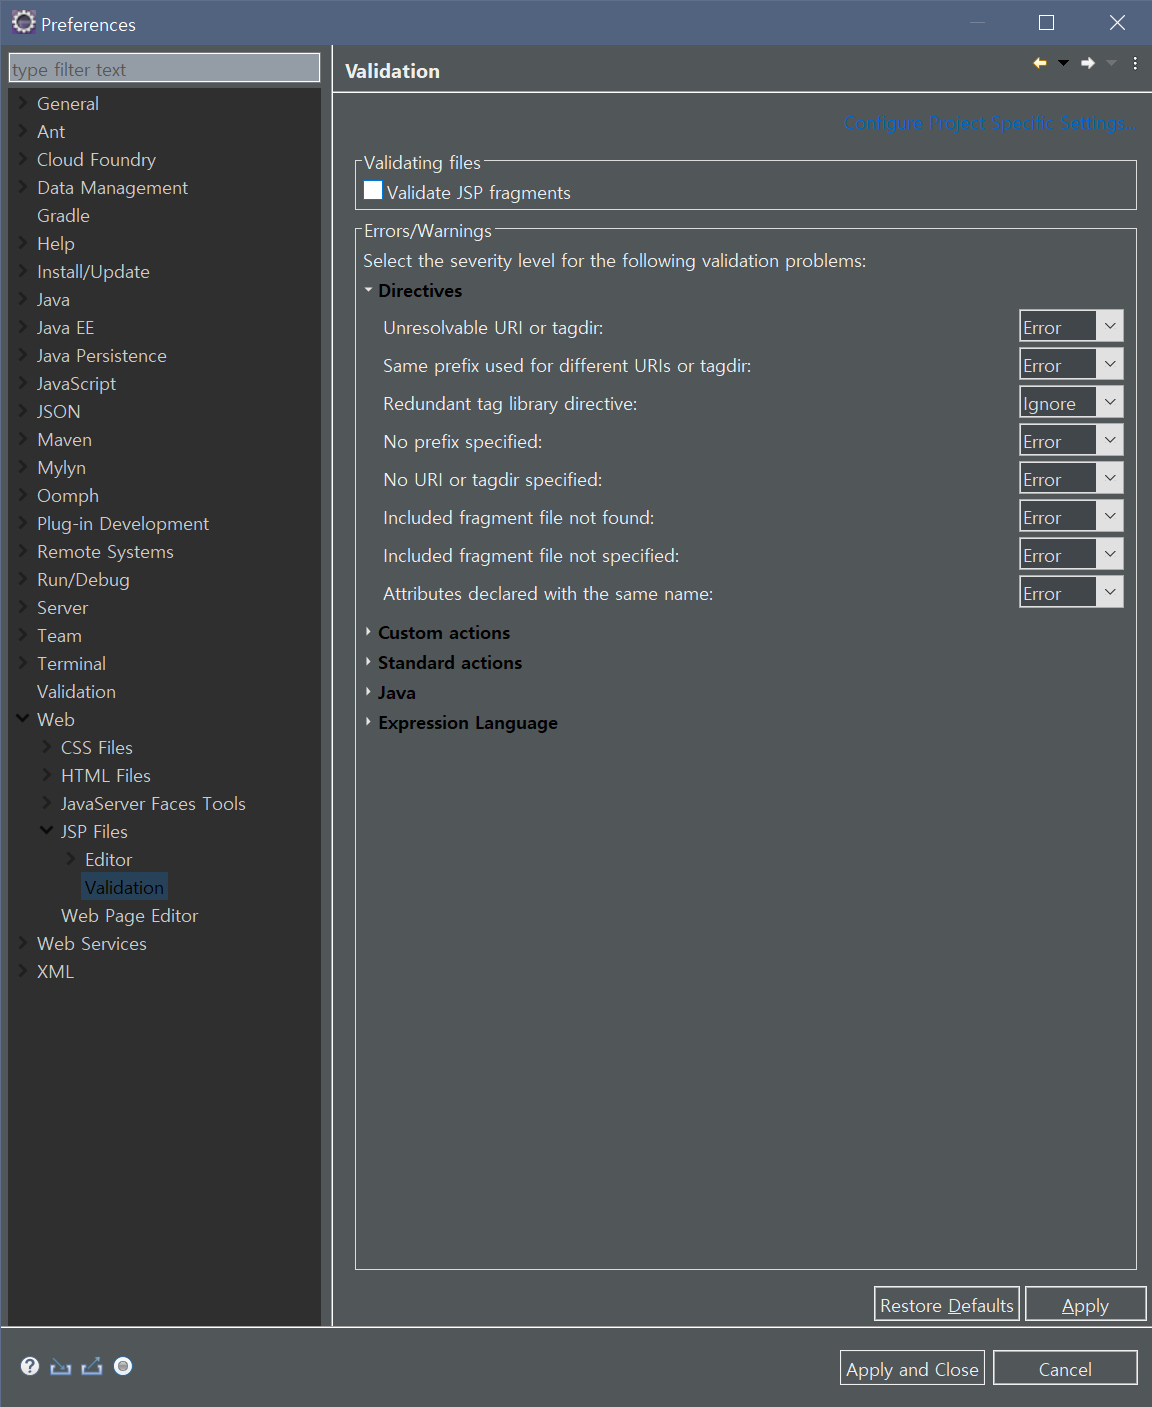 Preferences
type filter text
General
Ant
Cloud Foundry
Data Management
Gradle
Help
Install/Update
Java
Java EE
Java Persistence
JavaScript
JSON
Maven
Mylyn
Oomph
Plug-in Development
Remote Systems
Run/Debug
Server
Team
Terminal
Validation
Web
CSS Files
HTML Files
JavaServer Faces Tools
JSP Files
Editor
Validation
Web Page Editor
Web Services
XML
Validation
Configure Project Specific Settings...
Validating files
Validate JSP fragments
Errors/Warnings
Select the severity level for the following validation problems:
Directives
Unresolvable URI or tagdir: Error
Same prefix used for different URIs or tagdir: Error
Redundant tag library directive: Ignore
No prefix specified: Error
No URI or tagdir specified: Error
Included fragment file not found: Error
Included fragment file not specified: Error
Attributes declared with the same name: Error
Custom actions
Standard actions
Java
Expression Language
Restore Defaults Apply
Apply and Close Cancel